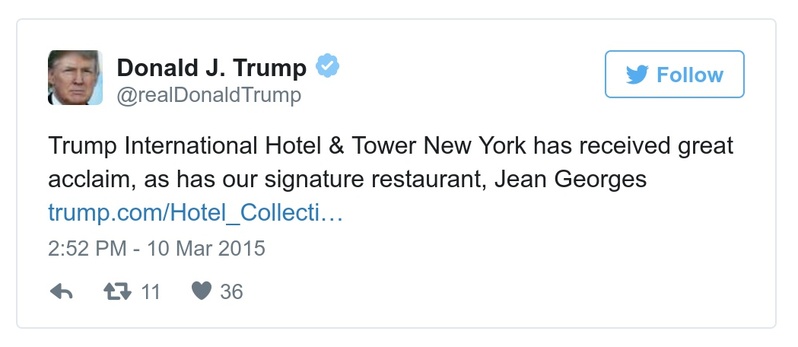 Donald J. Trump
@realDonaldTrump
Follow
Trump International Hotel & Tower New York has received great
acclaim, as has our signature restaurant, Jean Georges
trump.com/Hotel_Collecti…
2:52 PM - 10 Mar 2015
11 36